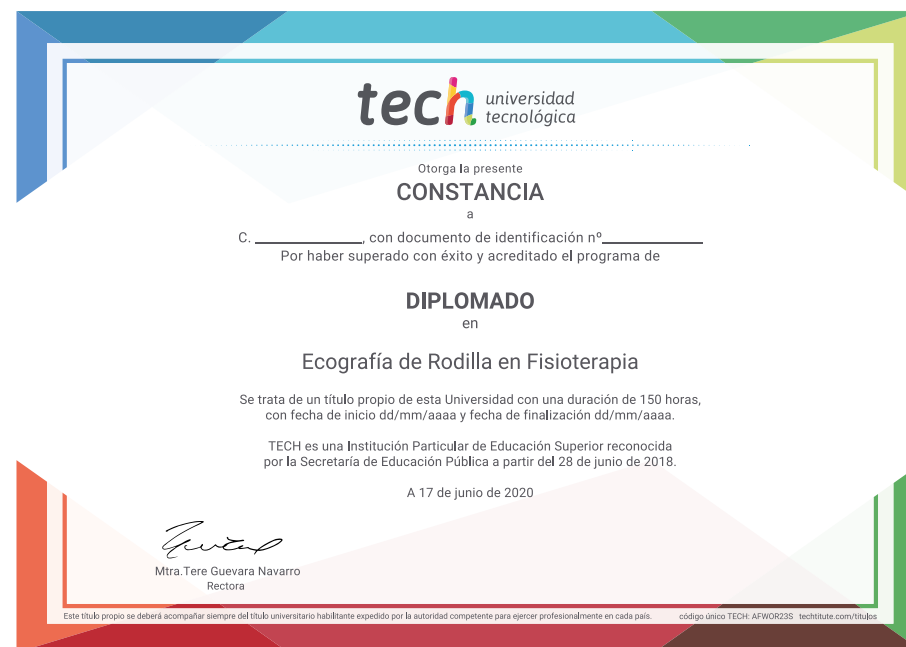 tech universidad
tecnológica
Otorga la presente
CONSTANCIA
a
C. ______________, con documento de identificación nº_____________
Por haber superado con éxito y acreditado el programa de
DIPLOMADO
en
Ecografía de Rodilla en Fisioterapia
Se trata de un título propio de esta Universidad con una duración de 150 horas,
con fecha de inicio dd/mm/aaaa y fecha de finalización dd/mm/aaaa.
TECH es una Institución Particular de Educación Superior reconocida
por la Secretaría de Educación Pública a partir del 28 de junio de 2018.
A 17 de junio de 2020
Mtra.Tere Guevara Navarro
Rectora
Este título propio se deberá acompañar siempre del título universitario habilitante expedido por la autoridad competente para ejercer profesionalmente en cada país. código único TECH: AFWOR23S techtitute.com/titulos